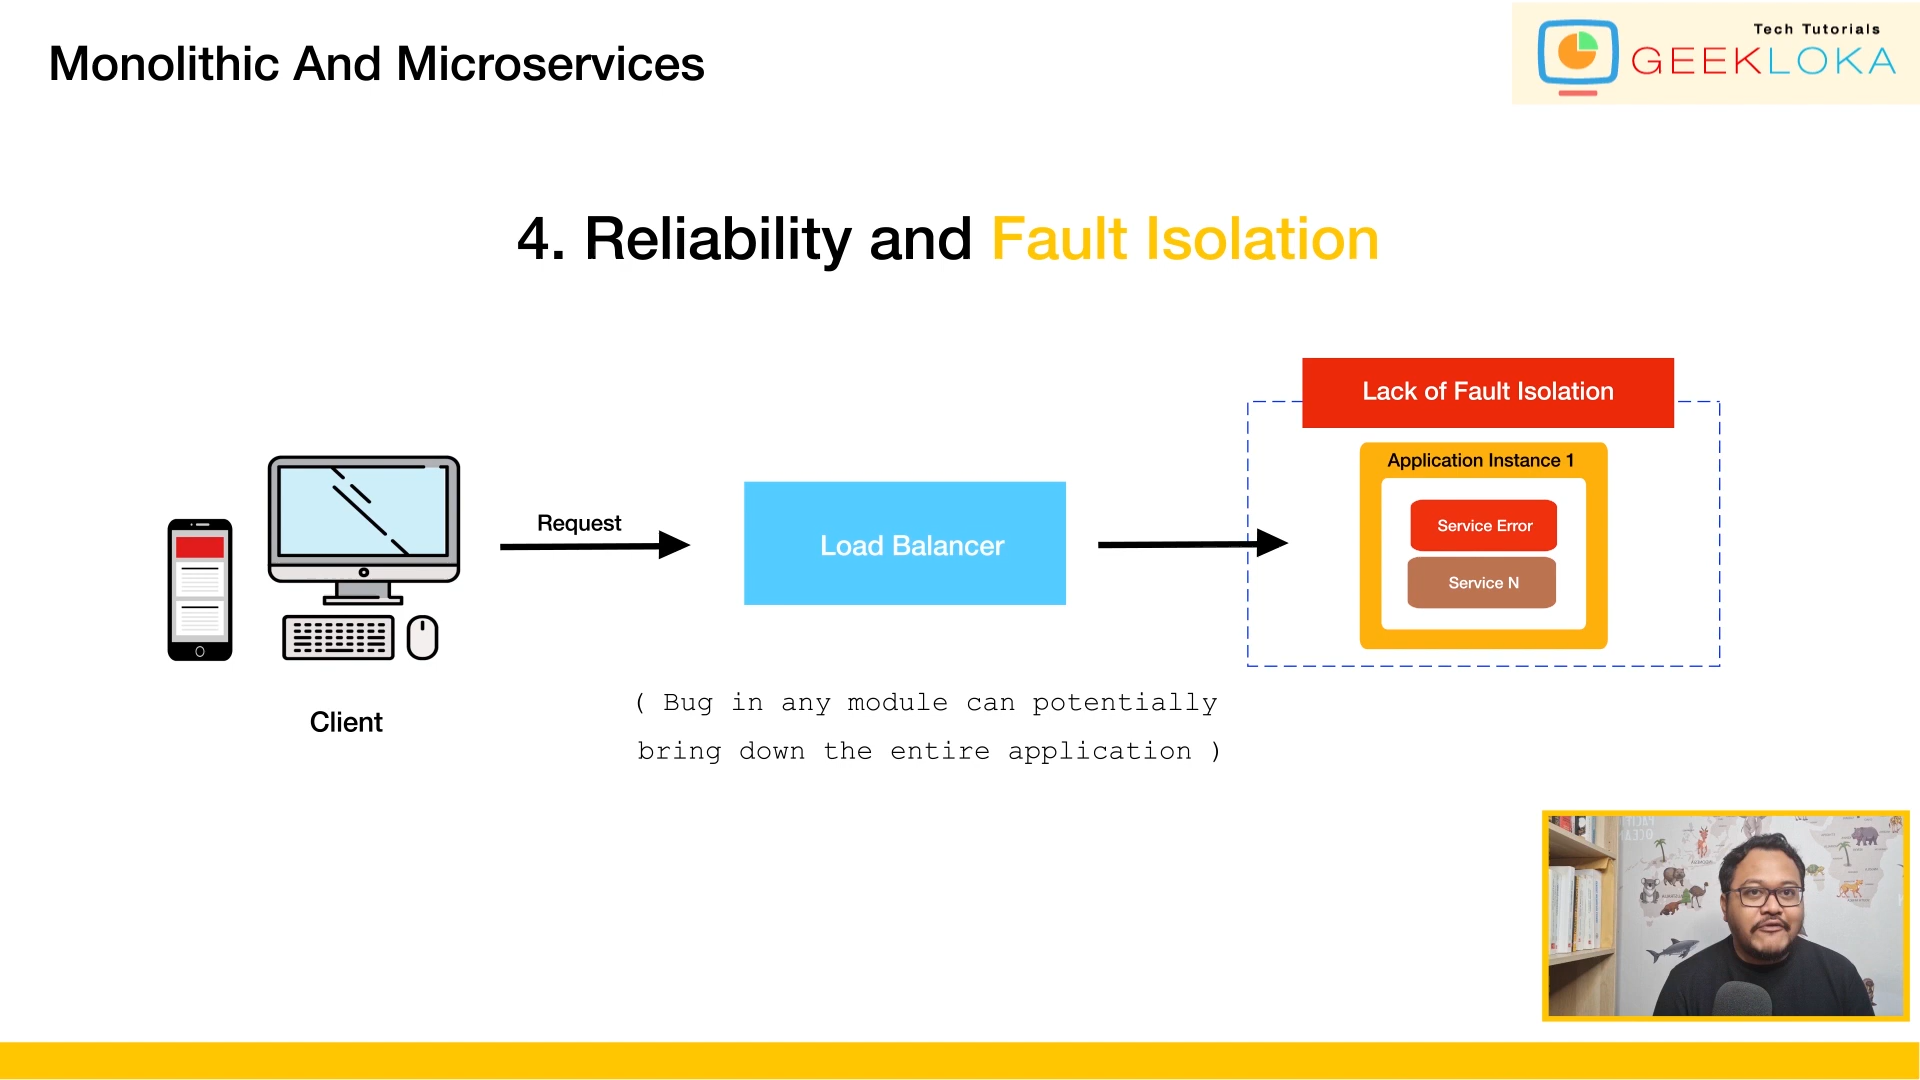 Monolithic And Microservices
Tech Tutorials
GEEKLOKA
4. Reliability and Fault Isolation
Lack of Fault Isolation
Application Instance 1
Service Error
Service N
Request
Load Balancer
Client
( Bug in any module can potentially
bring down the entire application )